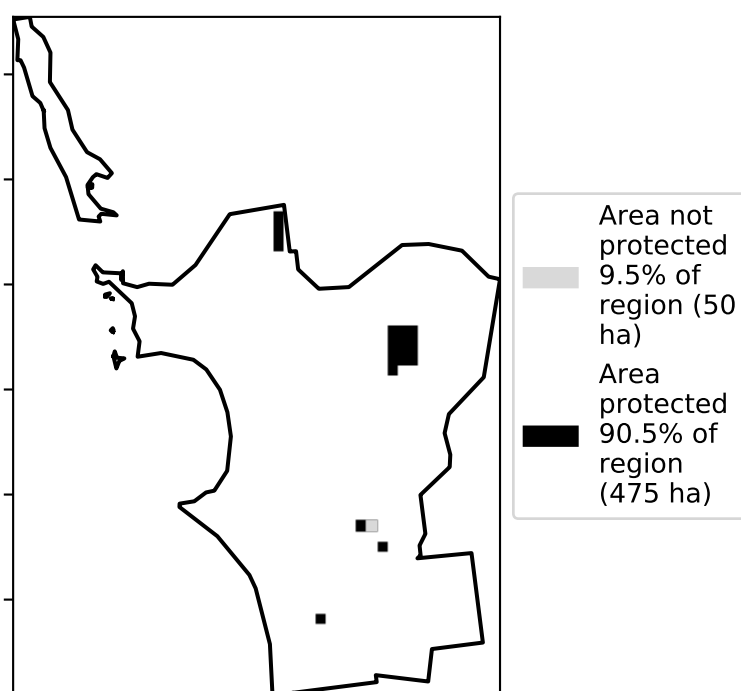 Area not
protected
9.5% of
region (50
ha)
Area
protected
90.5% of
region
(475 ha)